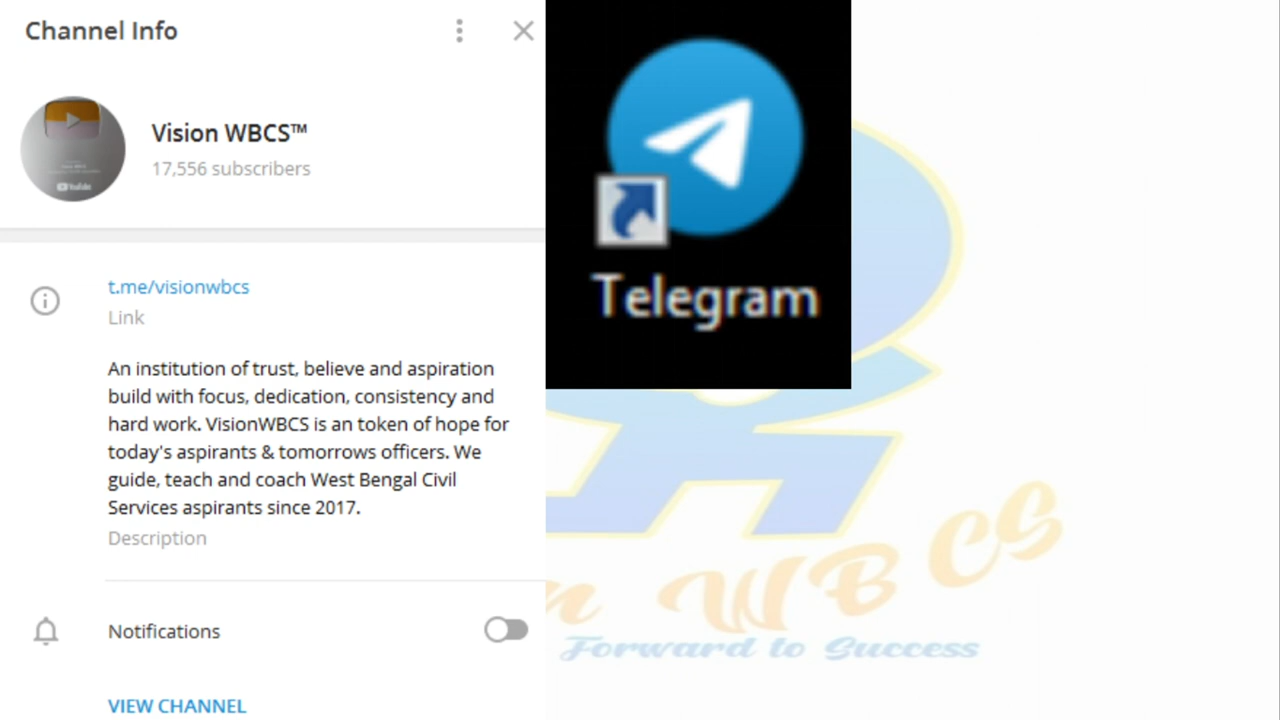 Channel Info
Vision WBCS™
17,556 subscribers
t.me/visionwbcs
Link
An institution of trust, believe and aspiration
build with focus, dedication, consistency and
hard work. VisionWBCS is an token of hope for
today's aspirants & tomorrows officers. We
guide, teach and coach West Bengal Civil
Services aspirants since 2017.
Description
Notifications
VIEW CHANNEL
Telegram
n WBCS
Forward to Success
YouTube